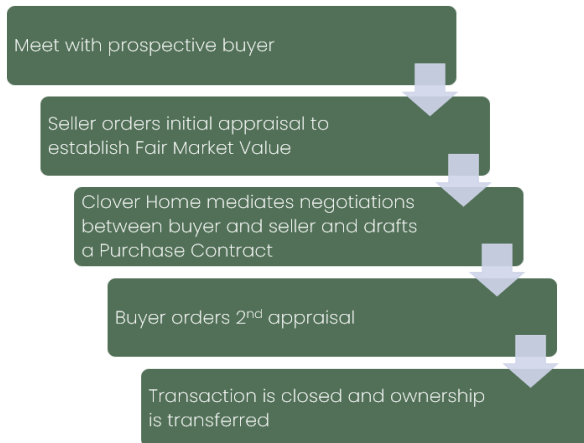 Meet with prospective buyer
Seller orders initial appraisal to
establish Fair Market Value
Clover Home mediates negotiations
between buyer and seller and drafts
a Purchase Contract
Buyer orders 2nd appraisal
Transaction is closed and ownership
is transferred